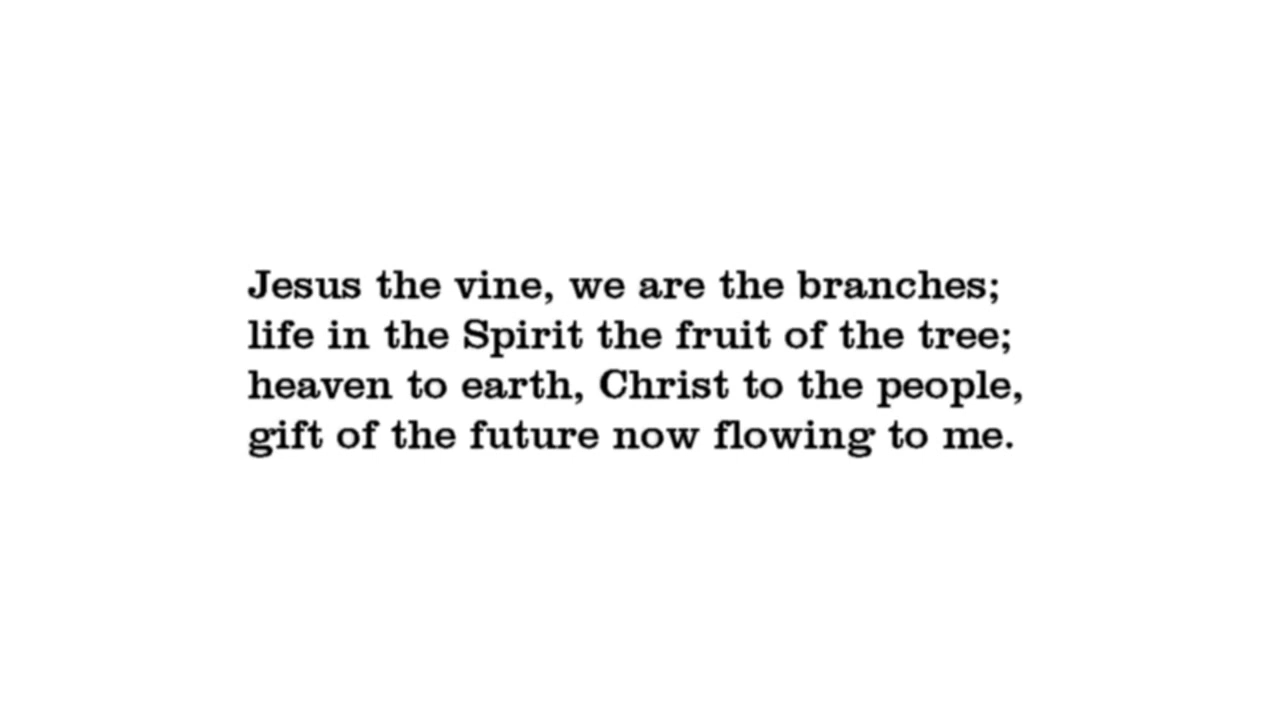 Jesus the vine, we are the branches;
life in the Spirit the fruit of the tree;
heaven to earth, Christ to the people,
gift of the future now flowing to me.